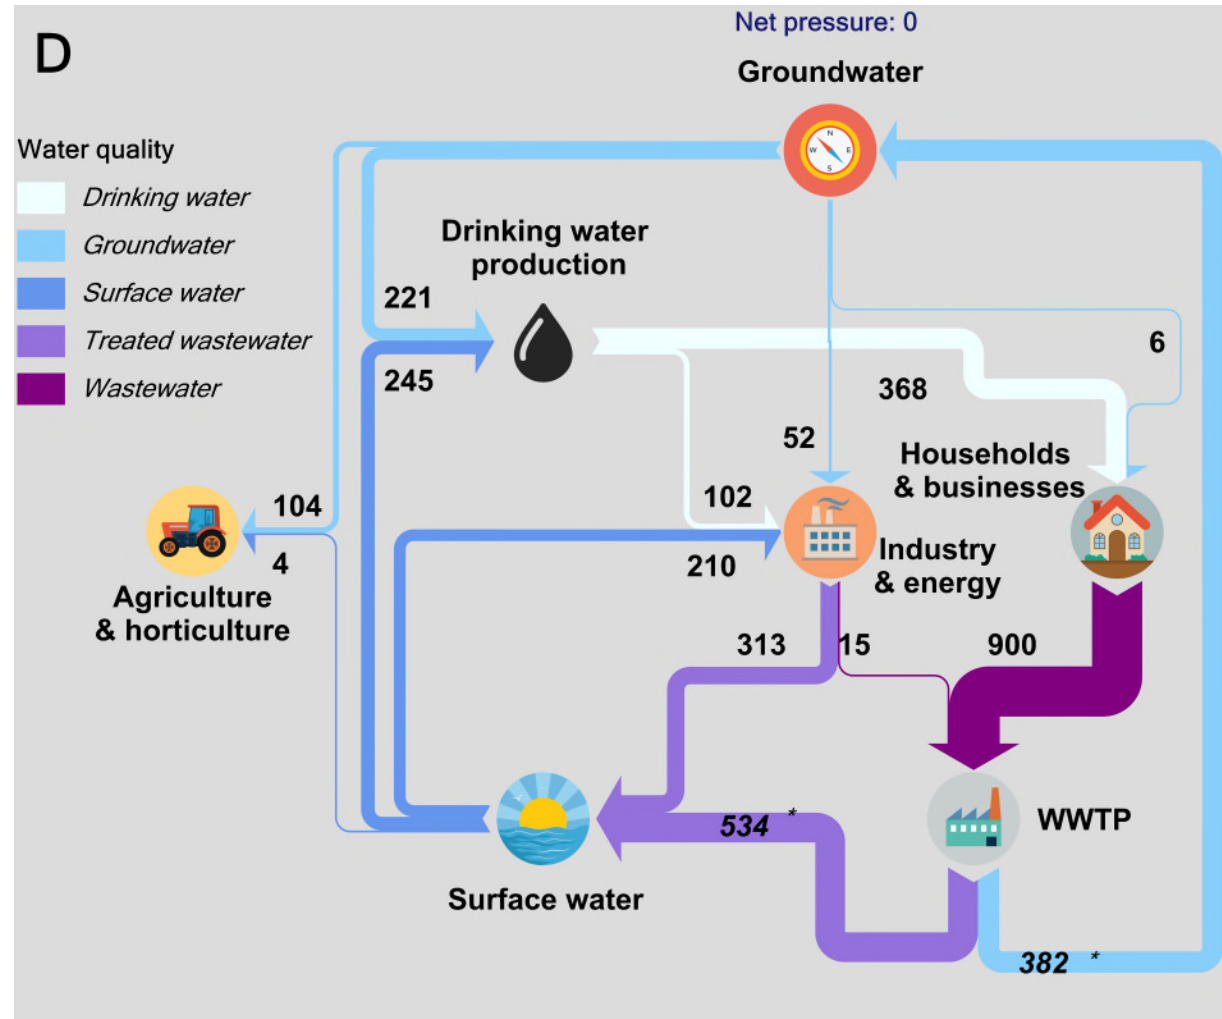 D
Net pressure: 0
Groundwater
N
W E
S
Water quality
Drinking water
Groundwater
Surface water
Treated wastewater
Wastewater
Drinking water
production
221
245
6
368
52
Households
& businesses
102
104
4
210
Industry
& energy
Agriculture
& horticulture
313
15
900
534 *
WWTP
Surface water
382 *